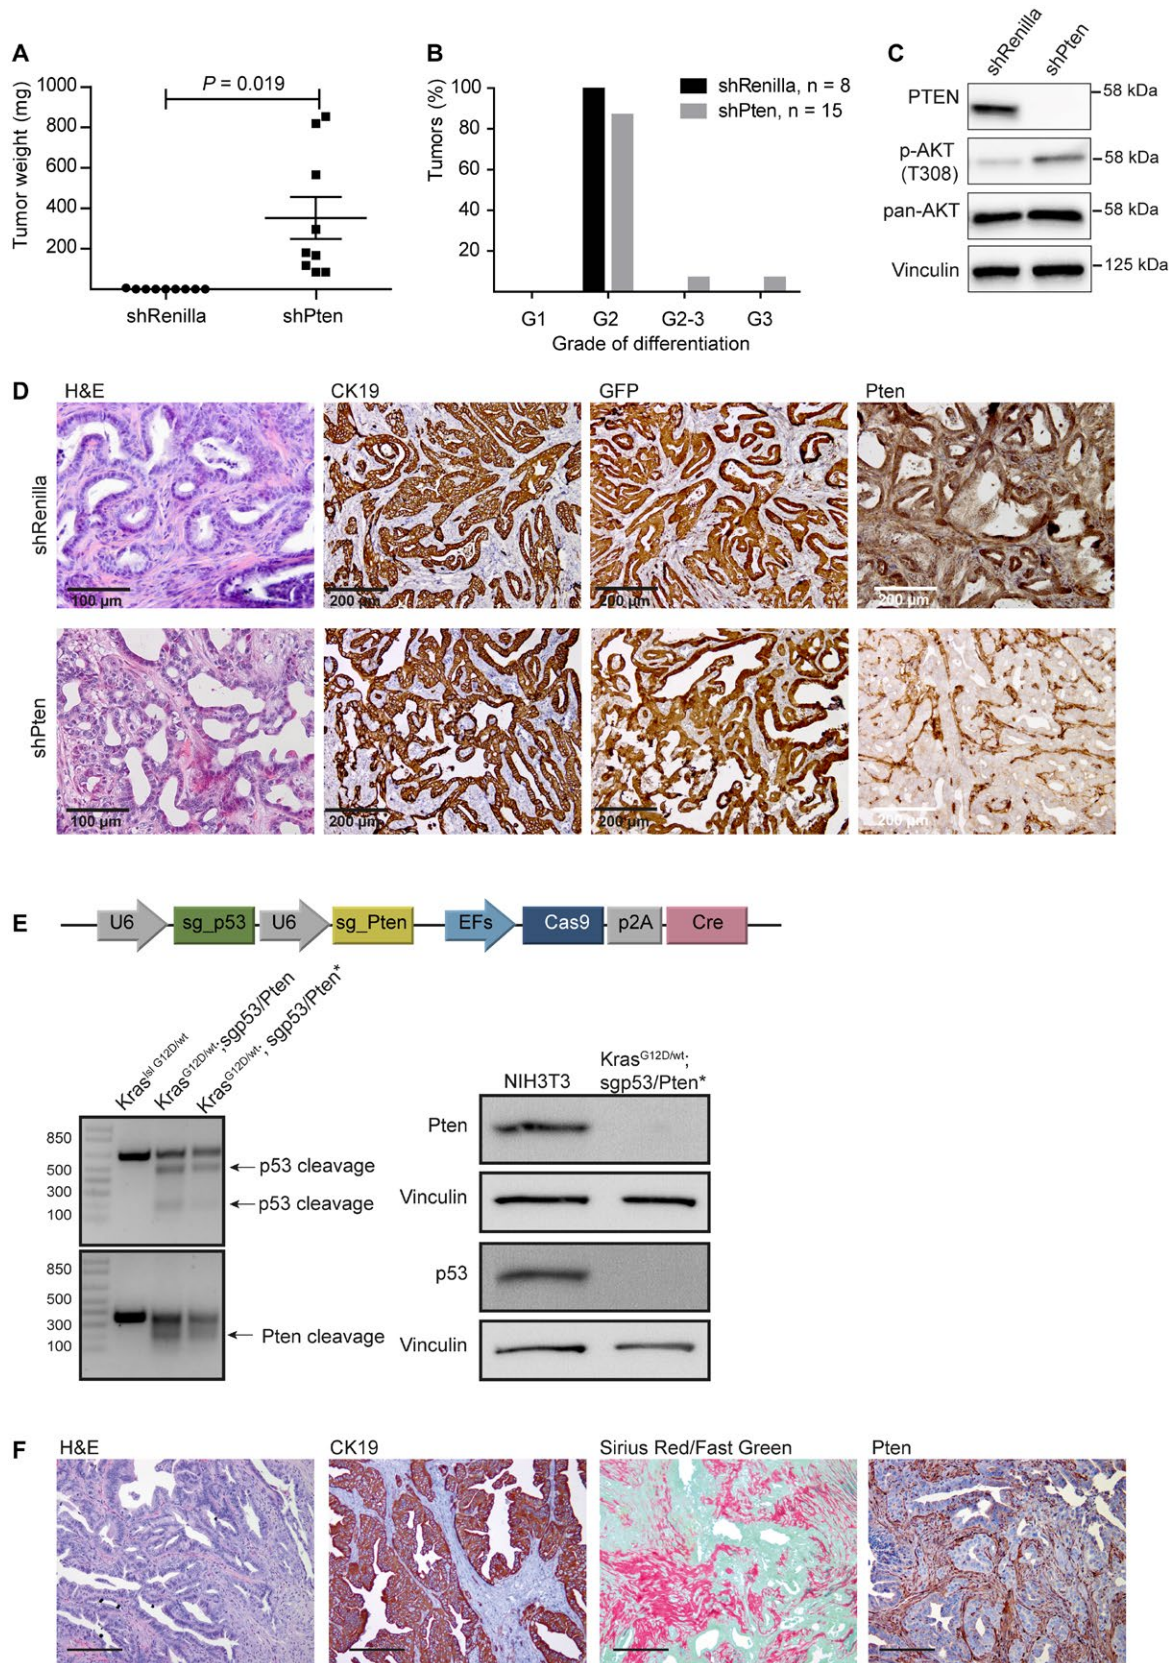 A
Tumor weight (mg)
1000
800
600
400
200
P = 0.019
shRenilla
shPten
B
Tumors (%)
100
80
60
40
20
shRenilla, n = 8
shPten, n = 15
G1
G2
G2-3
G3
Grade of differentiation
C
shRenilla
shPten
PTEN
58 kDa
p-AKT
(T308)
58 kDa
pan-AKT
58 kDa
Vinculin
125 kDa
D
H&E
CK19
GFP
Pten
shRenilla
100 µm
200 µm
200 µm
200 µm
shPten
100 µm
200 µm
200 µm
200 µm
E
U6
sg_p53
U6
sg_Pten
EFs
Cas9
p2A
Cre
Kras^lsl G12D/wt
Kras^G12D/wt;sgp53/Pten
Kras^G12D/wt; sgp53/Pten*
850
500
300
100
p53 cleavage
p53 cleavage
850
500
300
100
Pten cleavage
NIH3T3
Kras^G12D/wt;
sgp53/Pten*
Pten
Vinculin
p53
Vinculin
F
H&E
CK19
Sirius Red/Fast Green
Pten